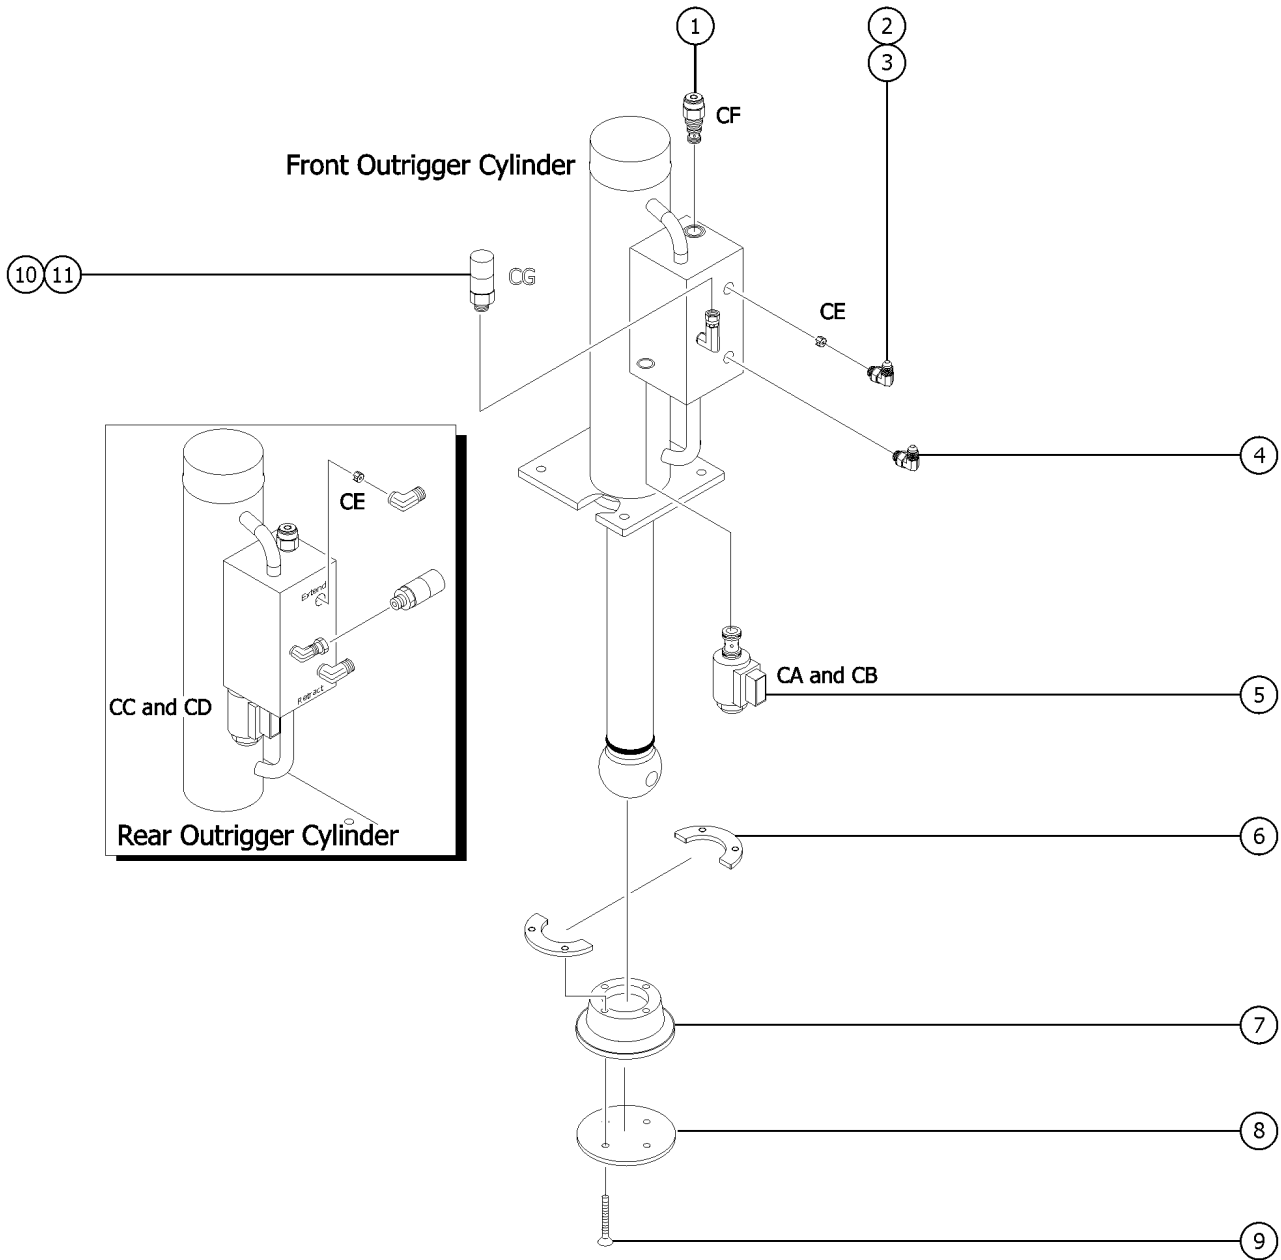 1
2
3
CF
Front Outrigger Cylinder
10 11
CG
CE
4
CE
Extend
CA and CB
5
Retract
CC and CD
6
Rear Outrigger Cylinder
7
8
9